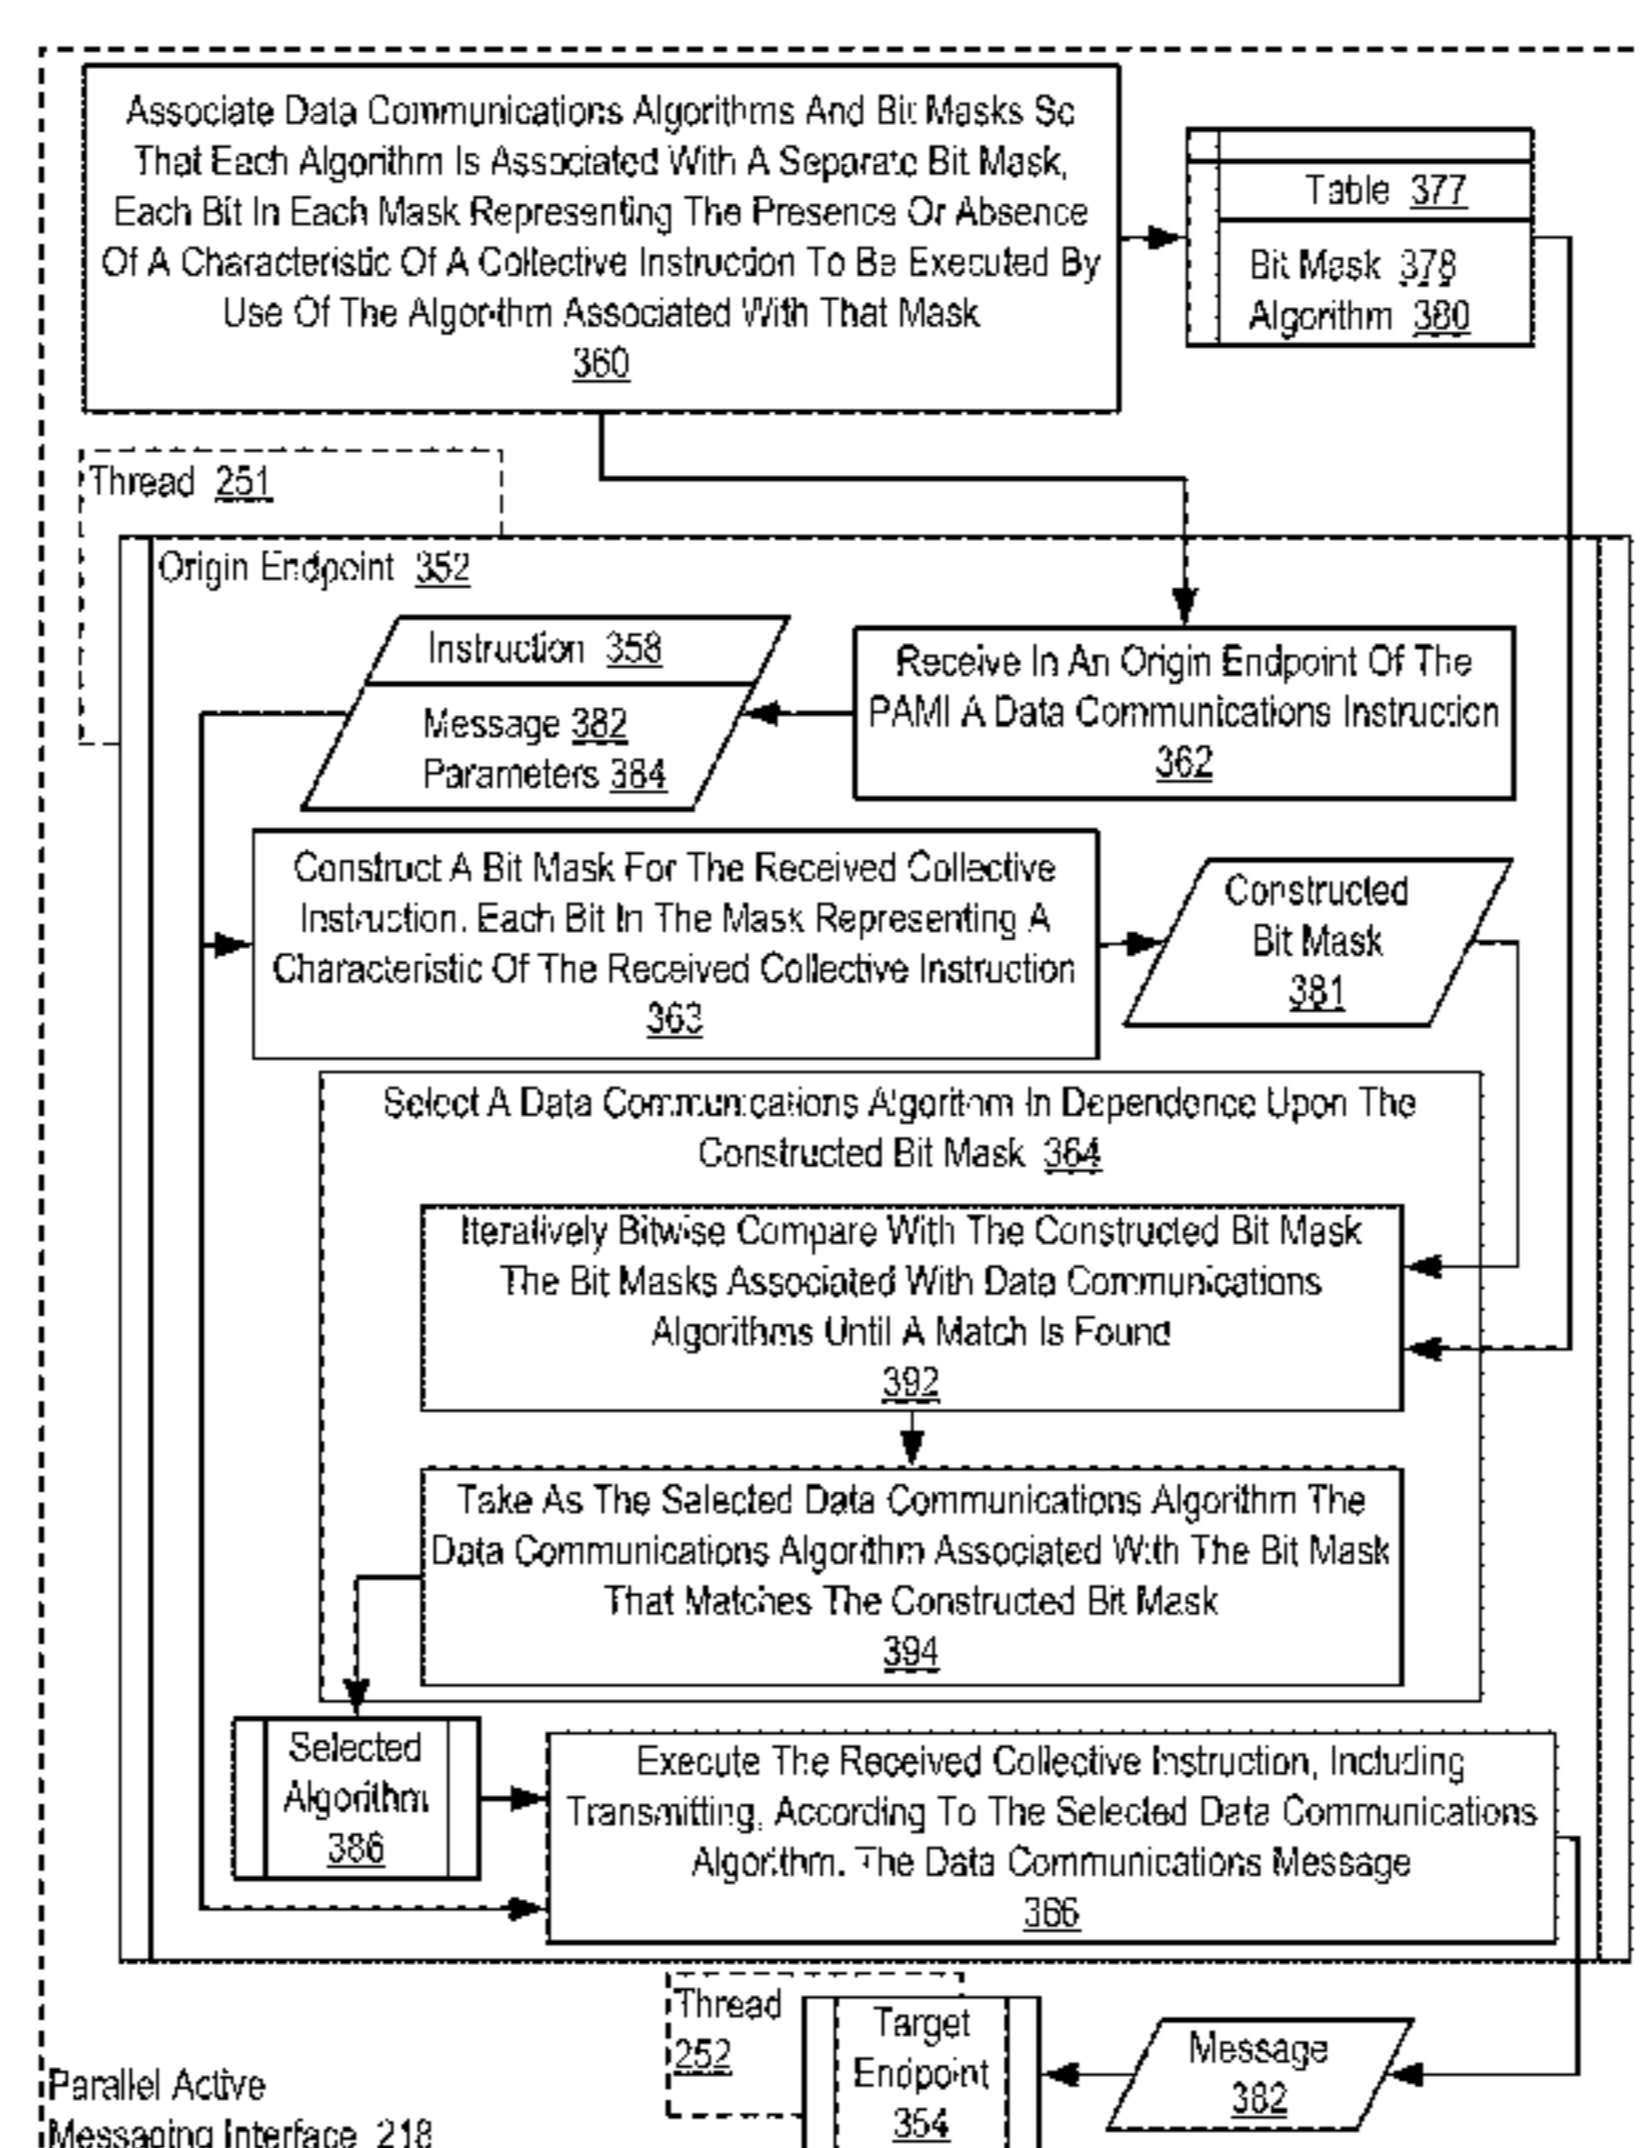 Associate Data Communications Algorithms And Bit Masks So
That Each Algorithm Is Associated With A Separate Bit Mask,
Each Bit In Each Mask Representing The Presence Or Absence
Of A Characteristic Of A Collective Instruction To Be Executed By
Use Of The Algorithm Associated With That Mask
360
Table 377
Bit Mask 378
Algorithm 380
Thread 251
Origin Endpoint 352
Instruction 358
Message 382
Parameters 384
Receive In An Origin Endpoint Of The
PAMI A Data Communications Instruction
362
Construct A Bit Mask For The Received Collective
Instruction, Each Bit In The Mask Representing A
Characteristic Of The Received Collective Instruction
363
Constructed
Bit Mask
381
Select A Data Communications Algorithm In Dependence Upon The
Constructed Bit Mask 364
Iteratively Bitwise Compare With The Constructed Bit Mask
The Bit Masks Associated With Data Communications
Algorithms Until A Match Is Found
392
Take As The Selected Data Communications Algorithm The
Data Communications Algorithm Associated With The Bit Mask
That Matches The Constructed Bit Mask
394
Selected
Algorithm
386
Execute The Received Collective Instruction, Including
Transmitting, According To The Selected Data Communications
Algorithm, The Data Communications Message
366
Thread
252
Target
Endpoint
354
Message
382
Parallel Active
Messaging Interface 218